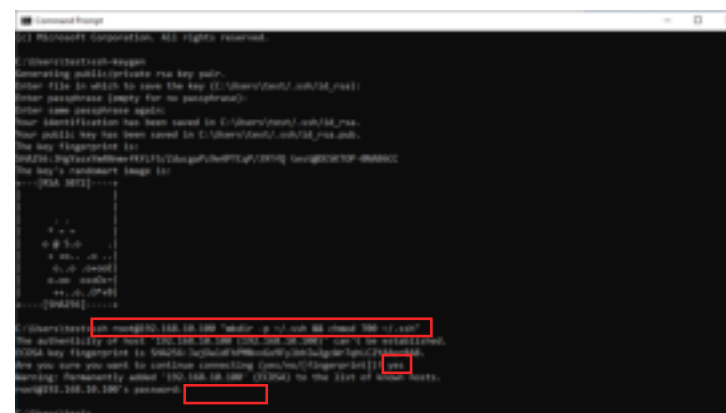 Command Prompt
(c) Microsoft Corporation. All rights reserved.
C:\Users\test>ssh-keygen
Generating public/private rsa key pair.
Enter file in which to save the key (C:\Users\test/.ssh/id_rsa):
Enter passphrase (empty for no passphrase):
Enter same passphrase again:
Your identification has been saved in C:\Users\test/.ssh/id_rsa.
Your public key has been saved in C:\Users\test/.ssh/id_rsa.pub.
The key fingerprint is:
The key's randomart image is:
+---[RSA 3072]----+
+----[SHA256]-----+
C:\Users\test>ssh root@192.168.10.100 "mkdir -p ~/.ssh && chmod 700 ~/.ssh"
The authenticity of host '192.168.10.100 (192.168.10.100)' can't be established.
ECDSA key fingerprint is
Are you sure you want to continue connecting (yes/no/[fingerprint])? yes
Warning: Permanently added '192.168.10.100' (ECDSA) to the list of known hosts.
root@192.168.10.100's password:
C:\Users\test>